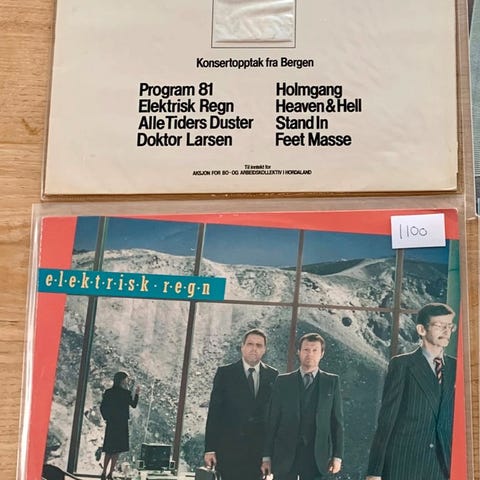 Konsertopptak fra Bergen
Program 81
Elektrisk Regn
Alle Tiders Duster
Doktor Larsen
Holmgang
Heaven & Hell
Stand In
Feet Masse
Til inntekt for
AKSJON FOR BO- OG ARBEIDSKOLLEKTIV I HORDALAND
1100
e·l·e·k·t·r·i·s·k· r·e·g·n